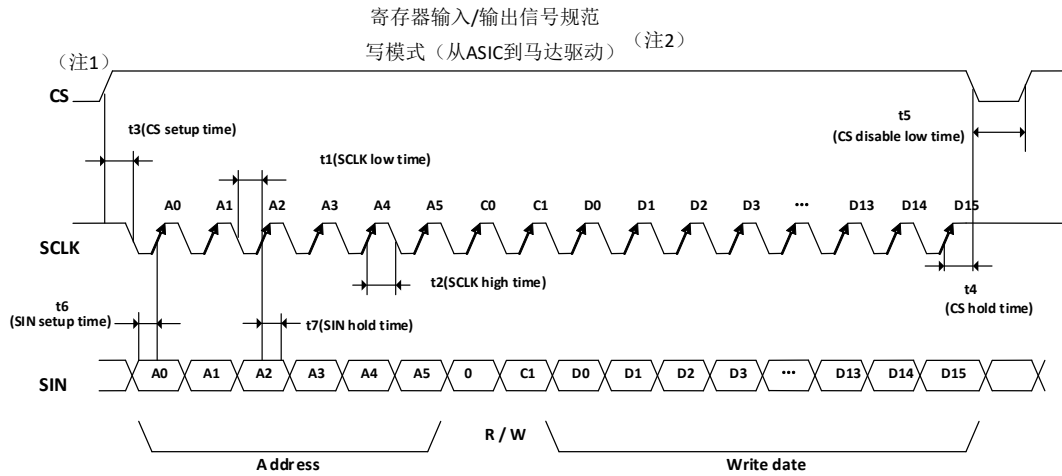 寄存器输入/输出信号规范
写模式（从ASIC到马达驱动）（注2）
（注1）
CS
t3(CS setup time)
t5
(CS disable low time)
t1(SCLK low time)
A0 A1 A2 A3 A4 A5 C0 C1 D0 D1 D2 D3 ··· D13 D14 D15
SCLK
t2(SCLK high time)
t4
(CS hold time)
t6
(SIN setup time)
t7(SIN hold time)
SIN
A0 A1 A2 A3 A4 A5 0 C1 D0 D1 D2 D3 ··· D13 D14 D15
R / W
Address
Write date